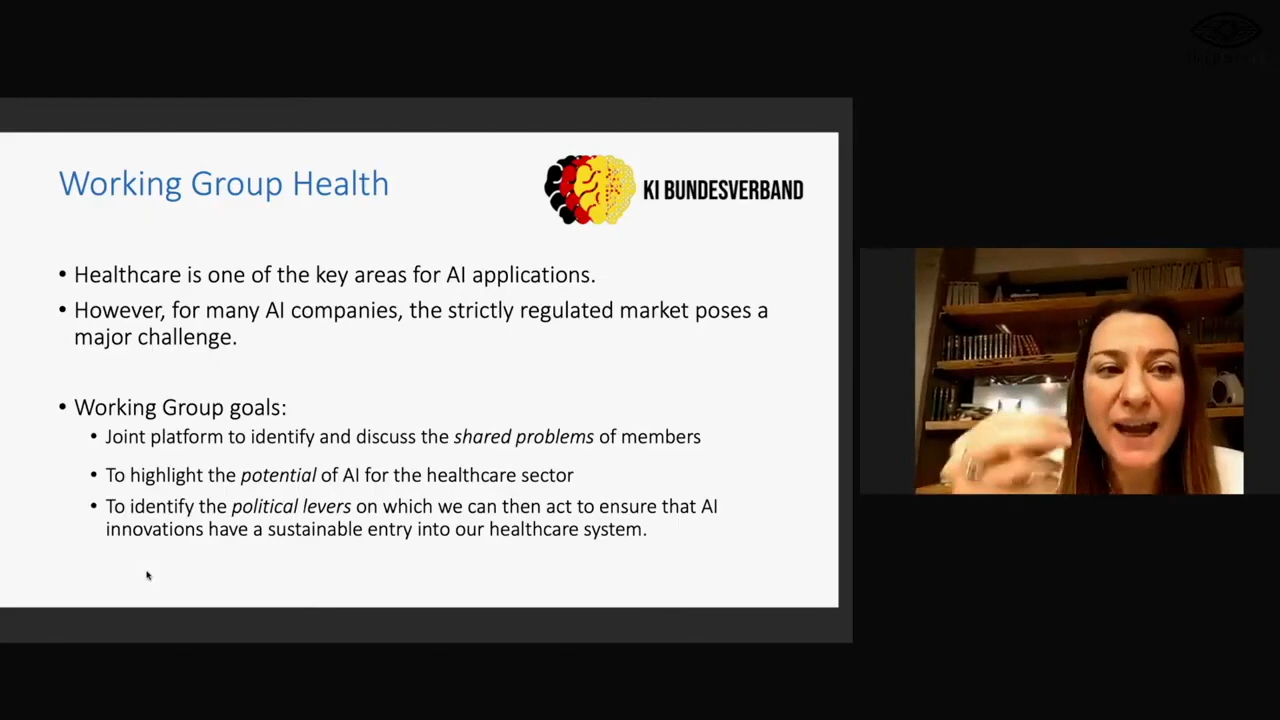 Working Group Health
KI BUNDESVERBAND
• Healthcare is one of the key areas for AI applications.
• However, for many AI companies, the strictly regulated market poses a
major challenge.
• Working Group goals:
• Joint platform to identify and discuss the shared problems of members
• To highlight the potential of AI for the healthcare sector
• To identify the political levers on which we can then act to ensure that AI
innovations have a sustainable entry into our healthcare system.